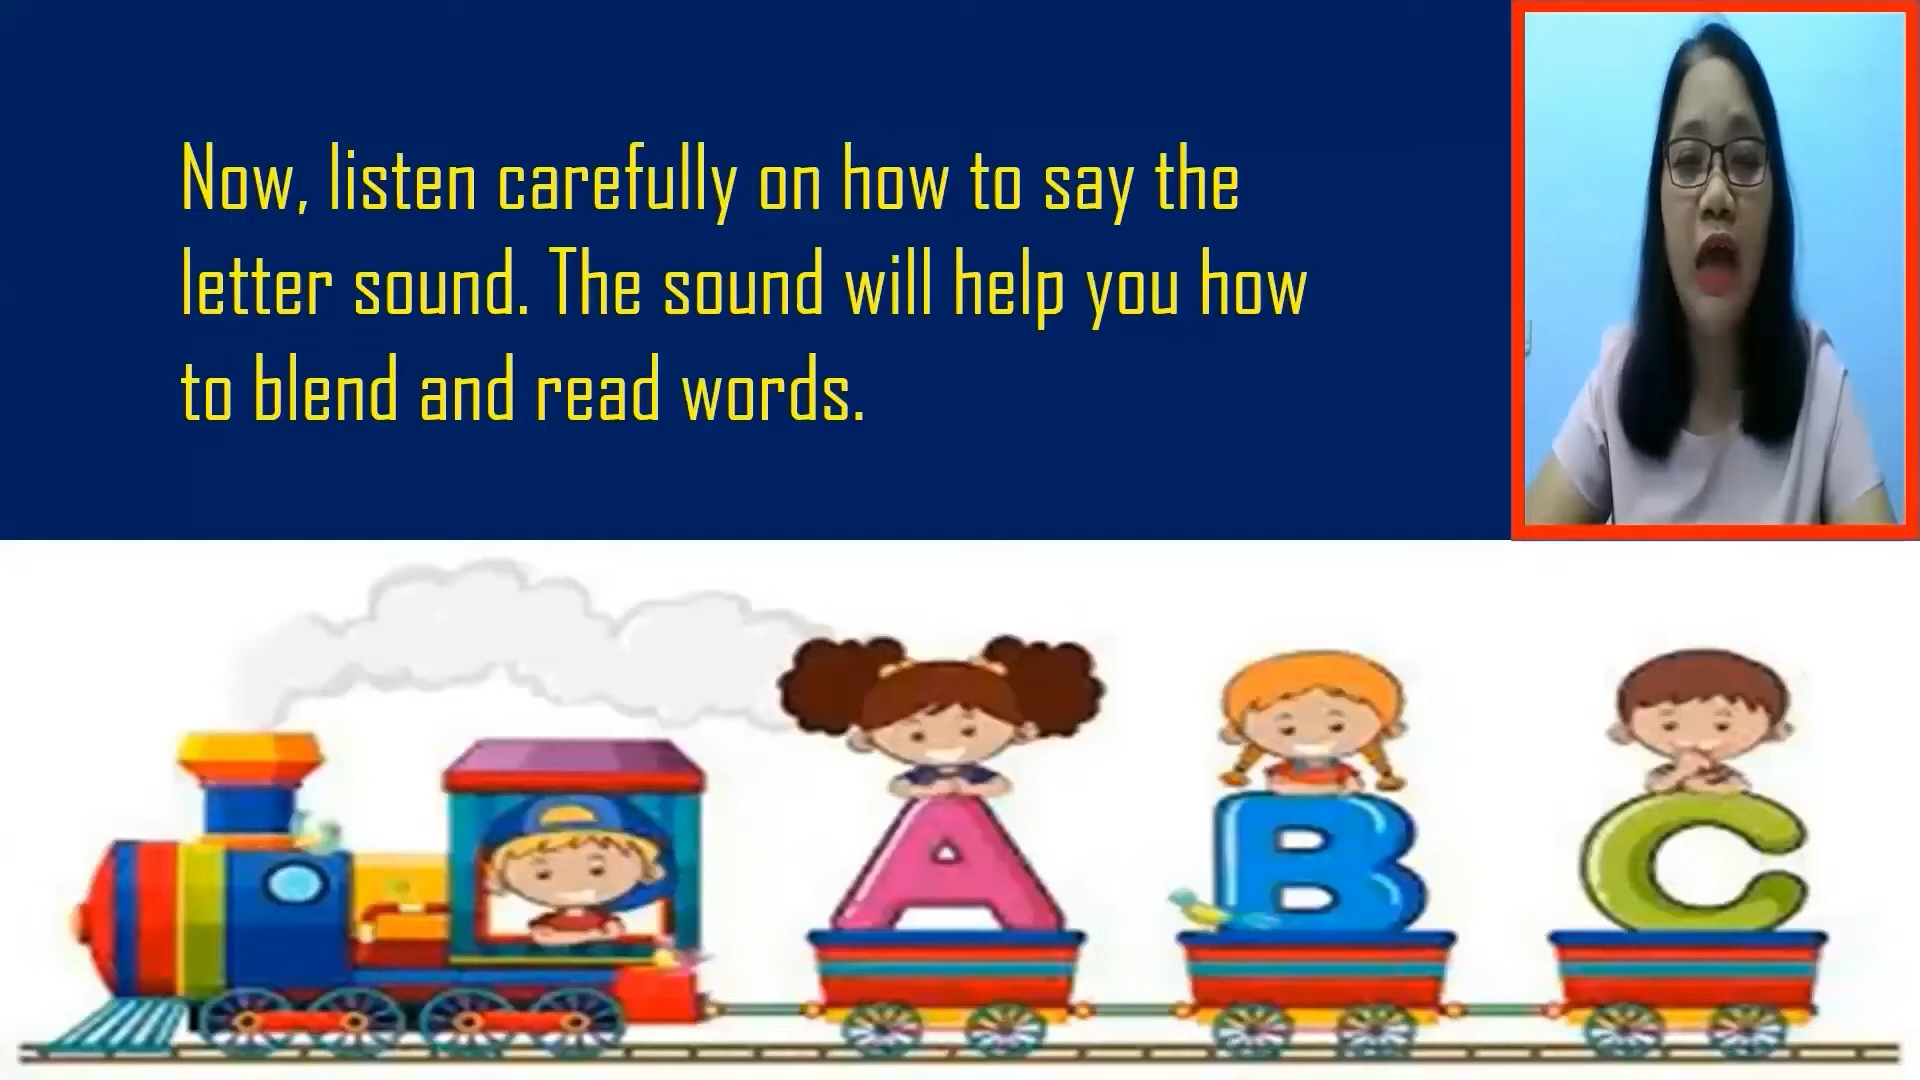 Now, listen carefully on how to say the
letter sound. The sound will help you how
to blend and read words.
A B C